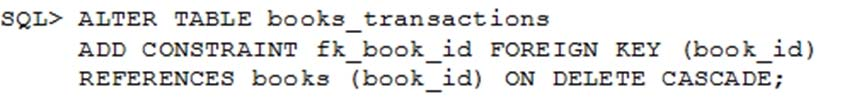 SQL> ALTER TABLE books_transactions
ADD CONSTRAINT fk_book_id FOREIGN KEY (book_id)
REFERENCES books (book_id) ON DELETE CASCADE;